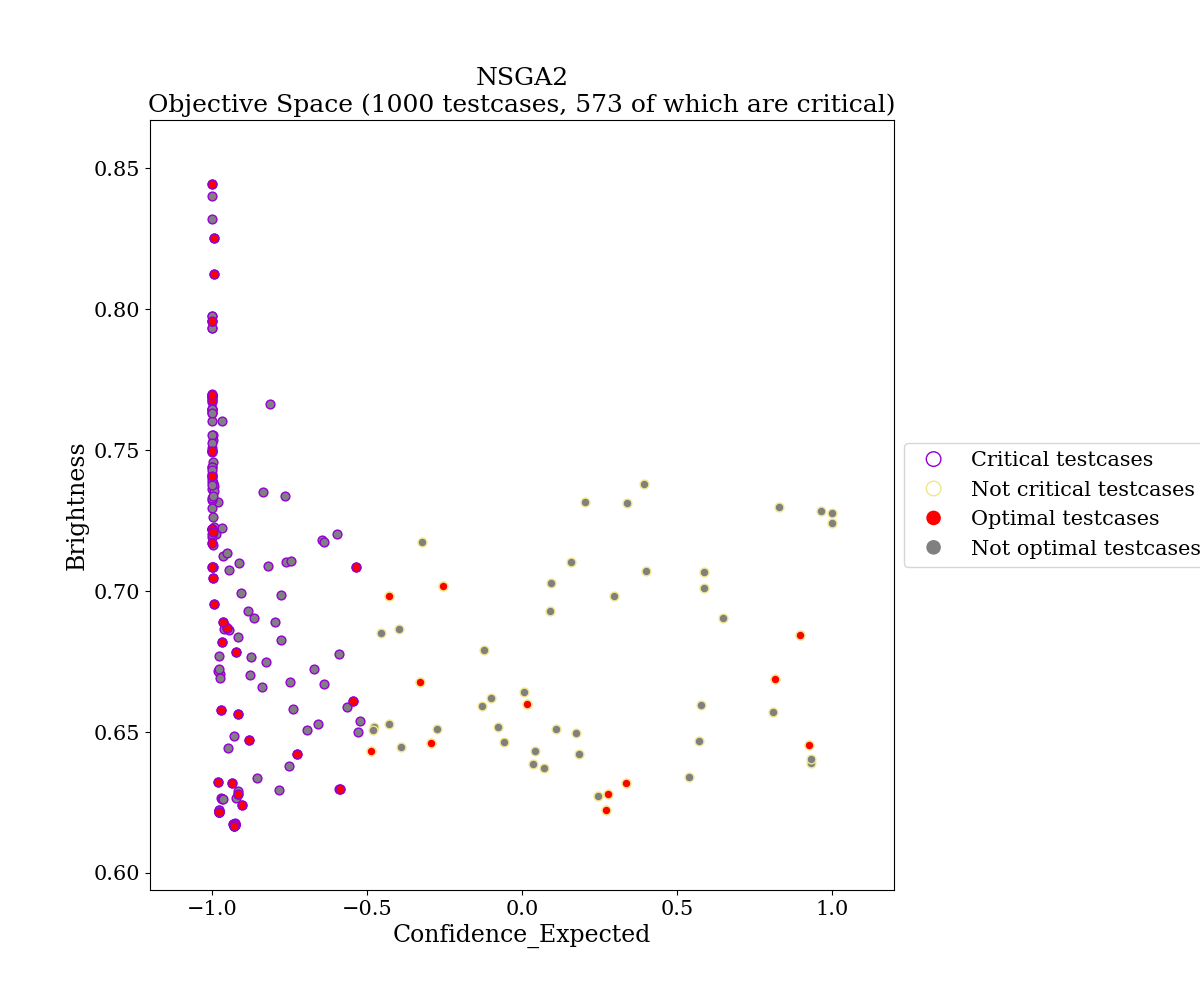 NSGA2
Objective Space (1000 testcases, 573 of which are critical)
0.85
0.80
0.75
0.70
0.65
0.60
Brightness
−1.0
−0.5
0.0
0.5
1.0
Confidence_Expected
Critical testcases
Not critical testcases
Optimal testcases
Not optimal testcases